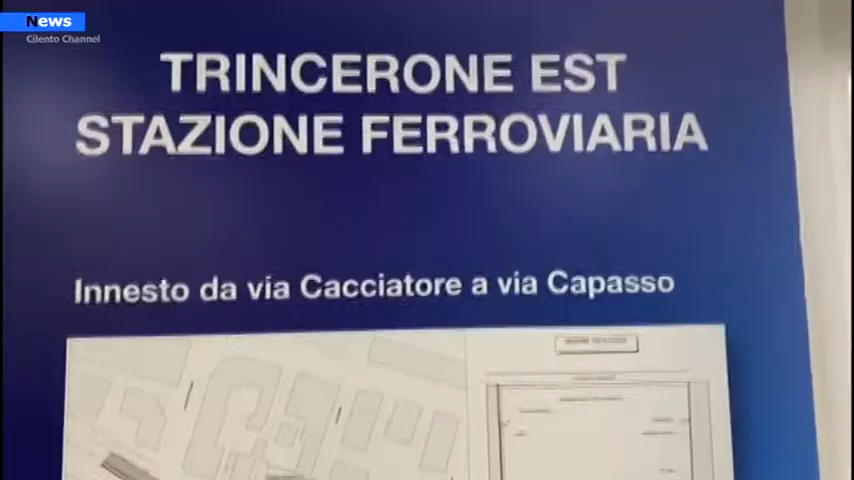 News
Cilento Channel
TRINCERONE EST
STAZIONE FERROVIARIA
Innesto da via Cacciatore a via Capasso